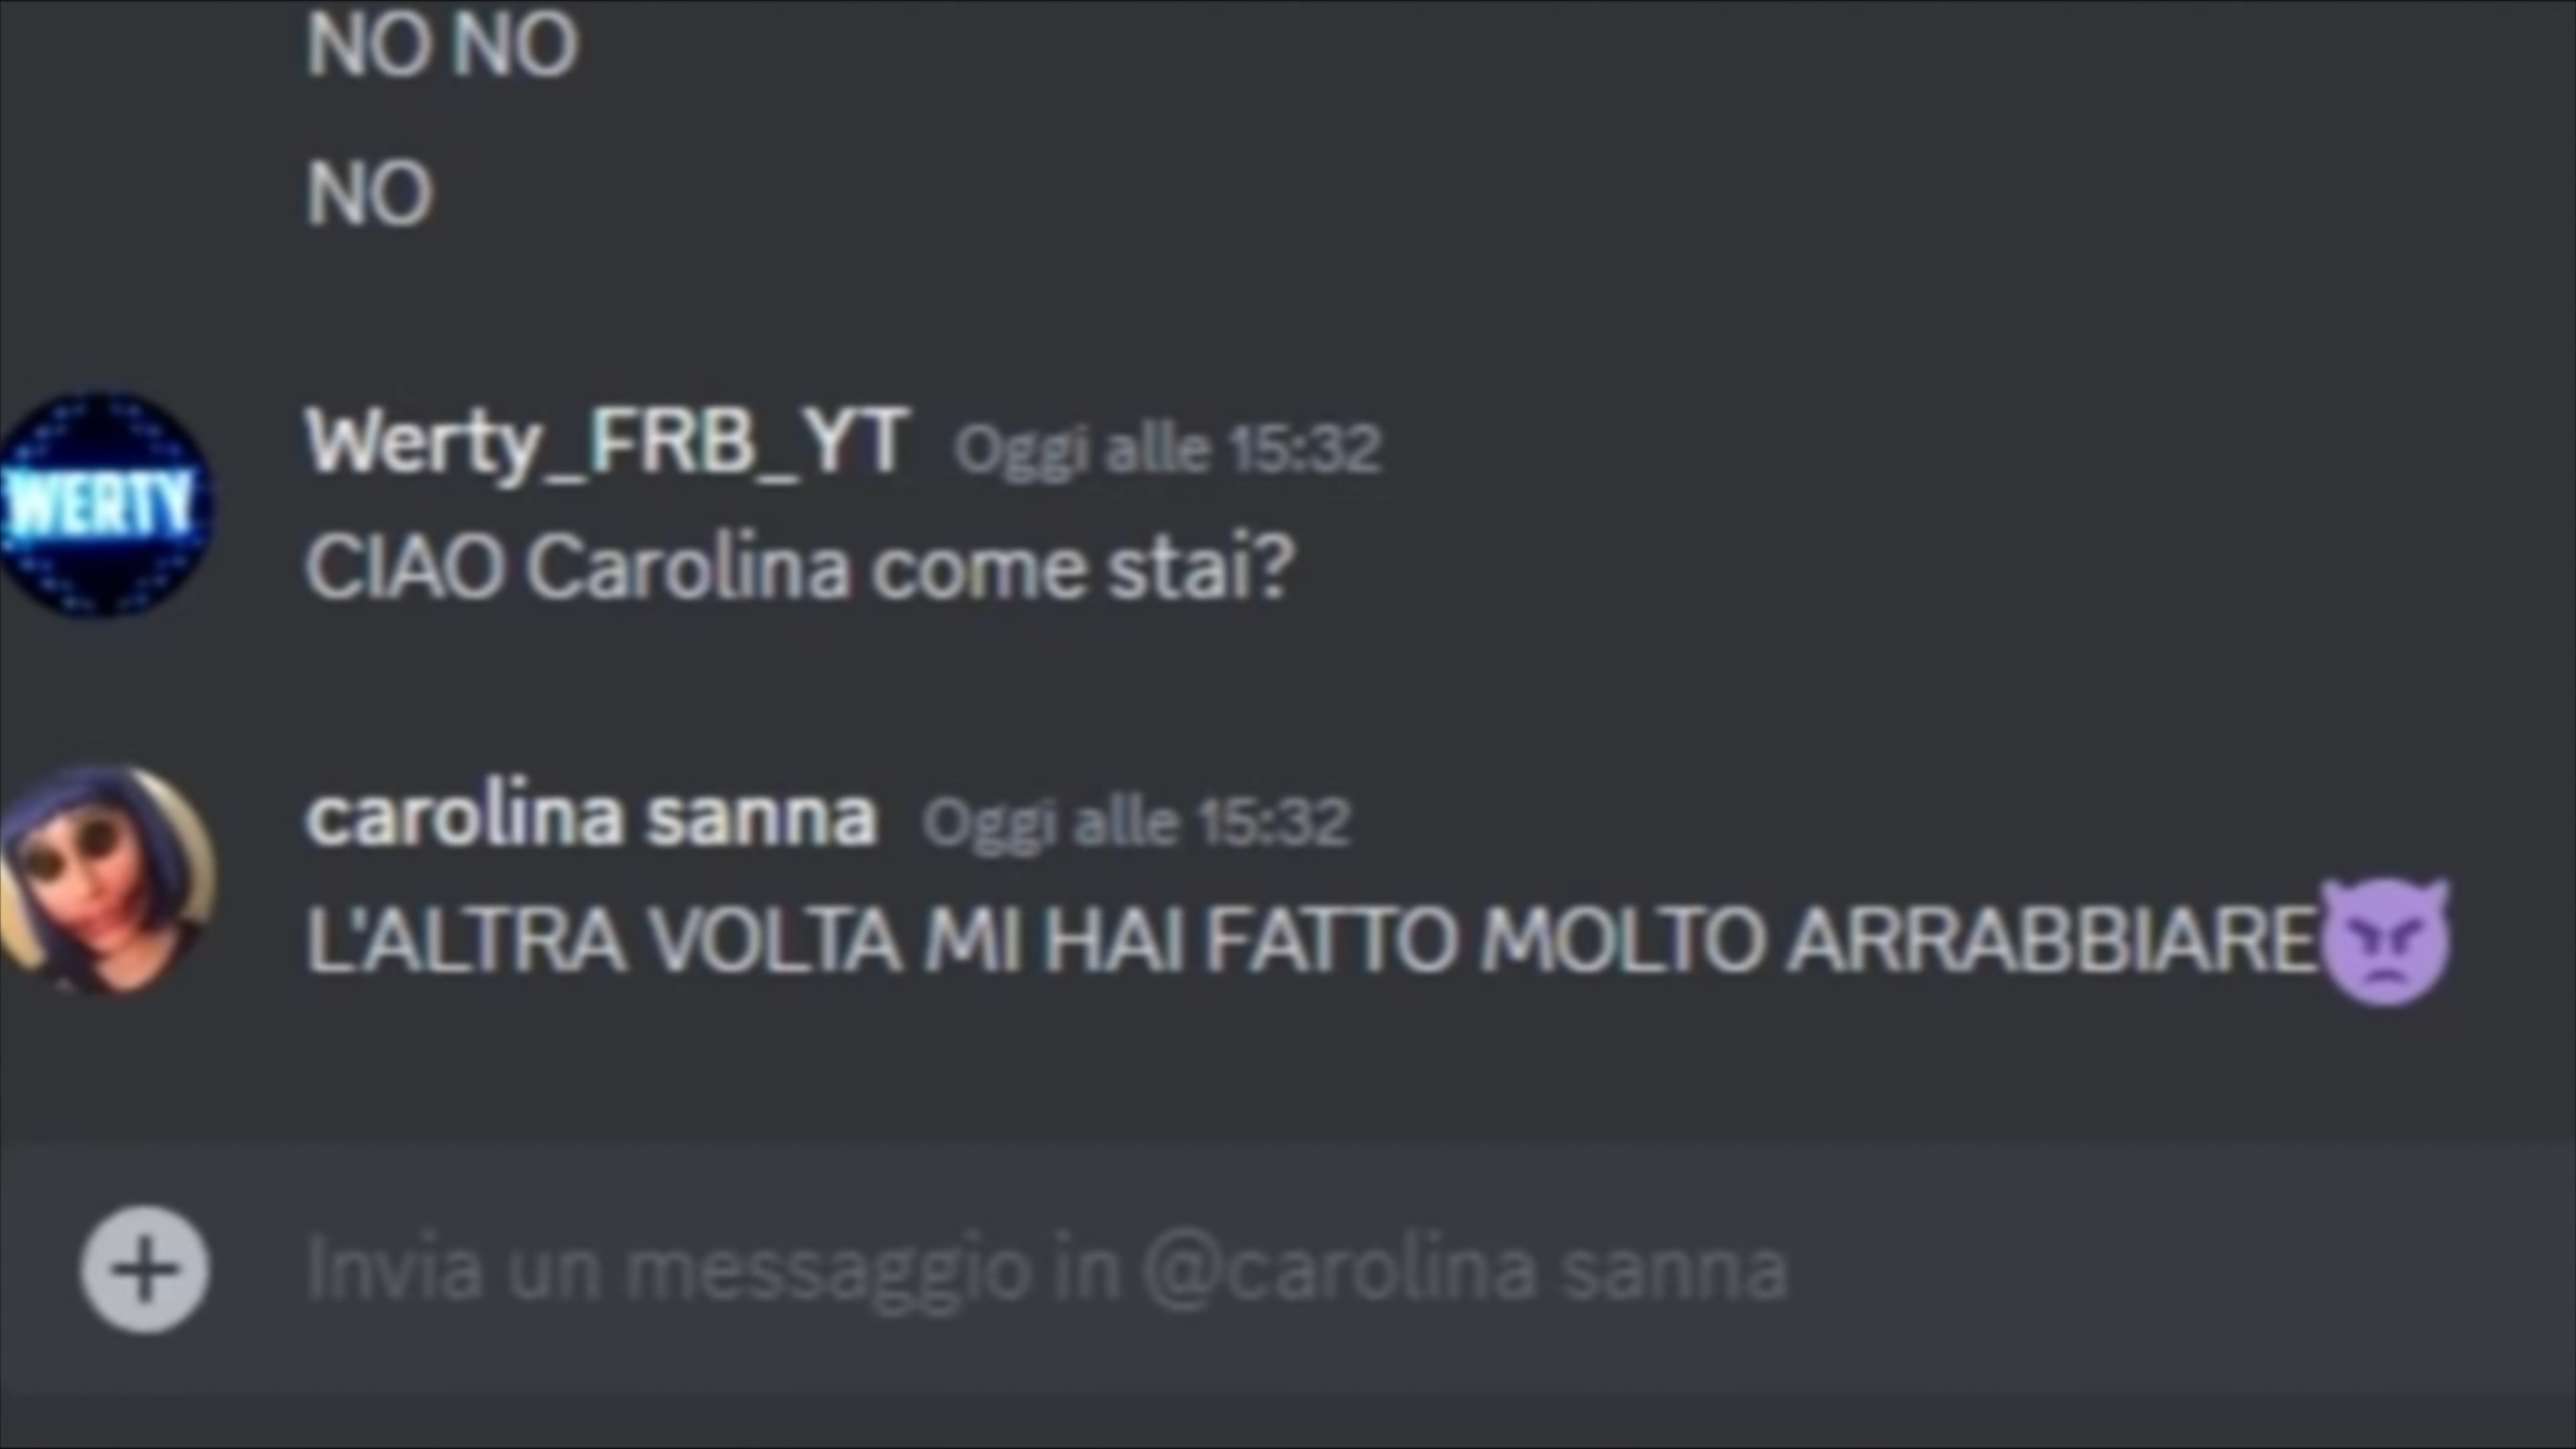 NO NO
NO
Werty_FRB_YT Oggi alle 15:32
WERTY
CIAO Carolina come stai?
carolina sanna Oggi alle 15:32
L'ALTRA VOLTA MI HAI FATTO MOLTO ARRABBIARE👿
Invia un messaggio in @carolina sanna